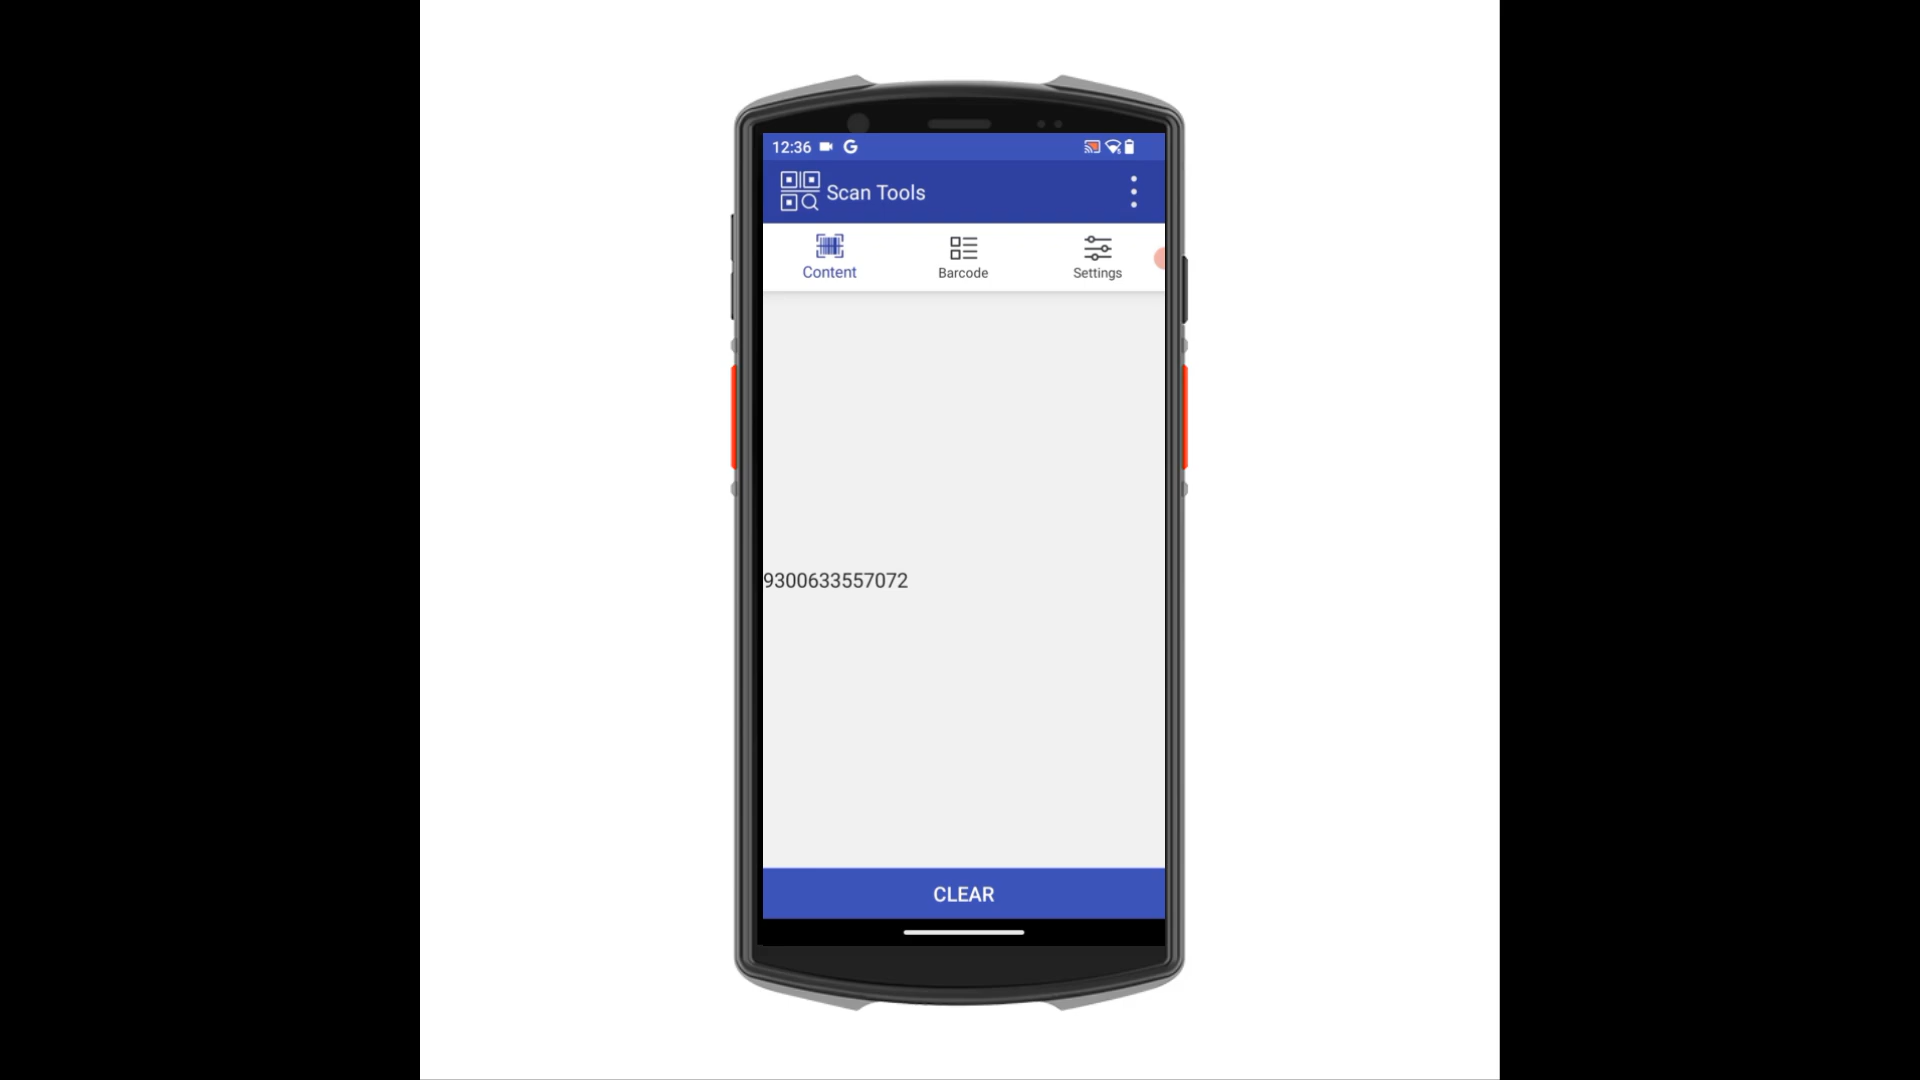 12:36
Scan Tools
Content
Barcode
Settings
9300633557072
CLEAR